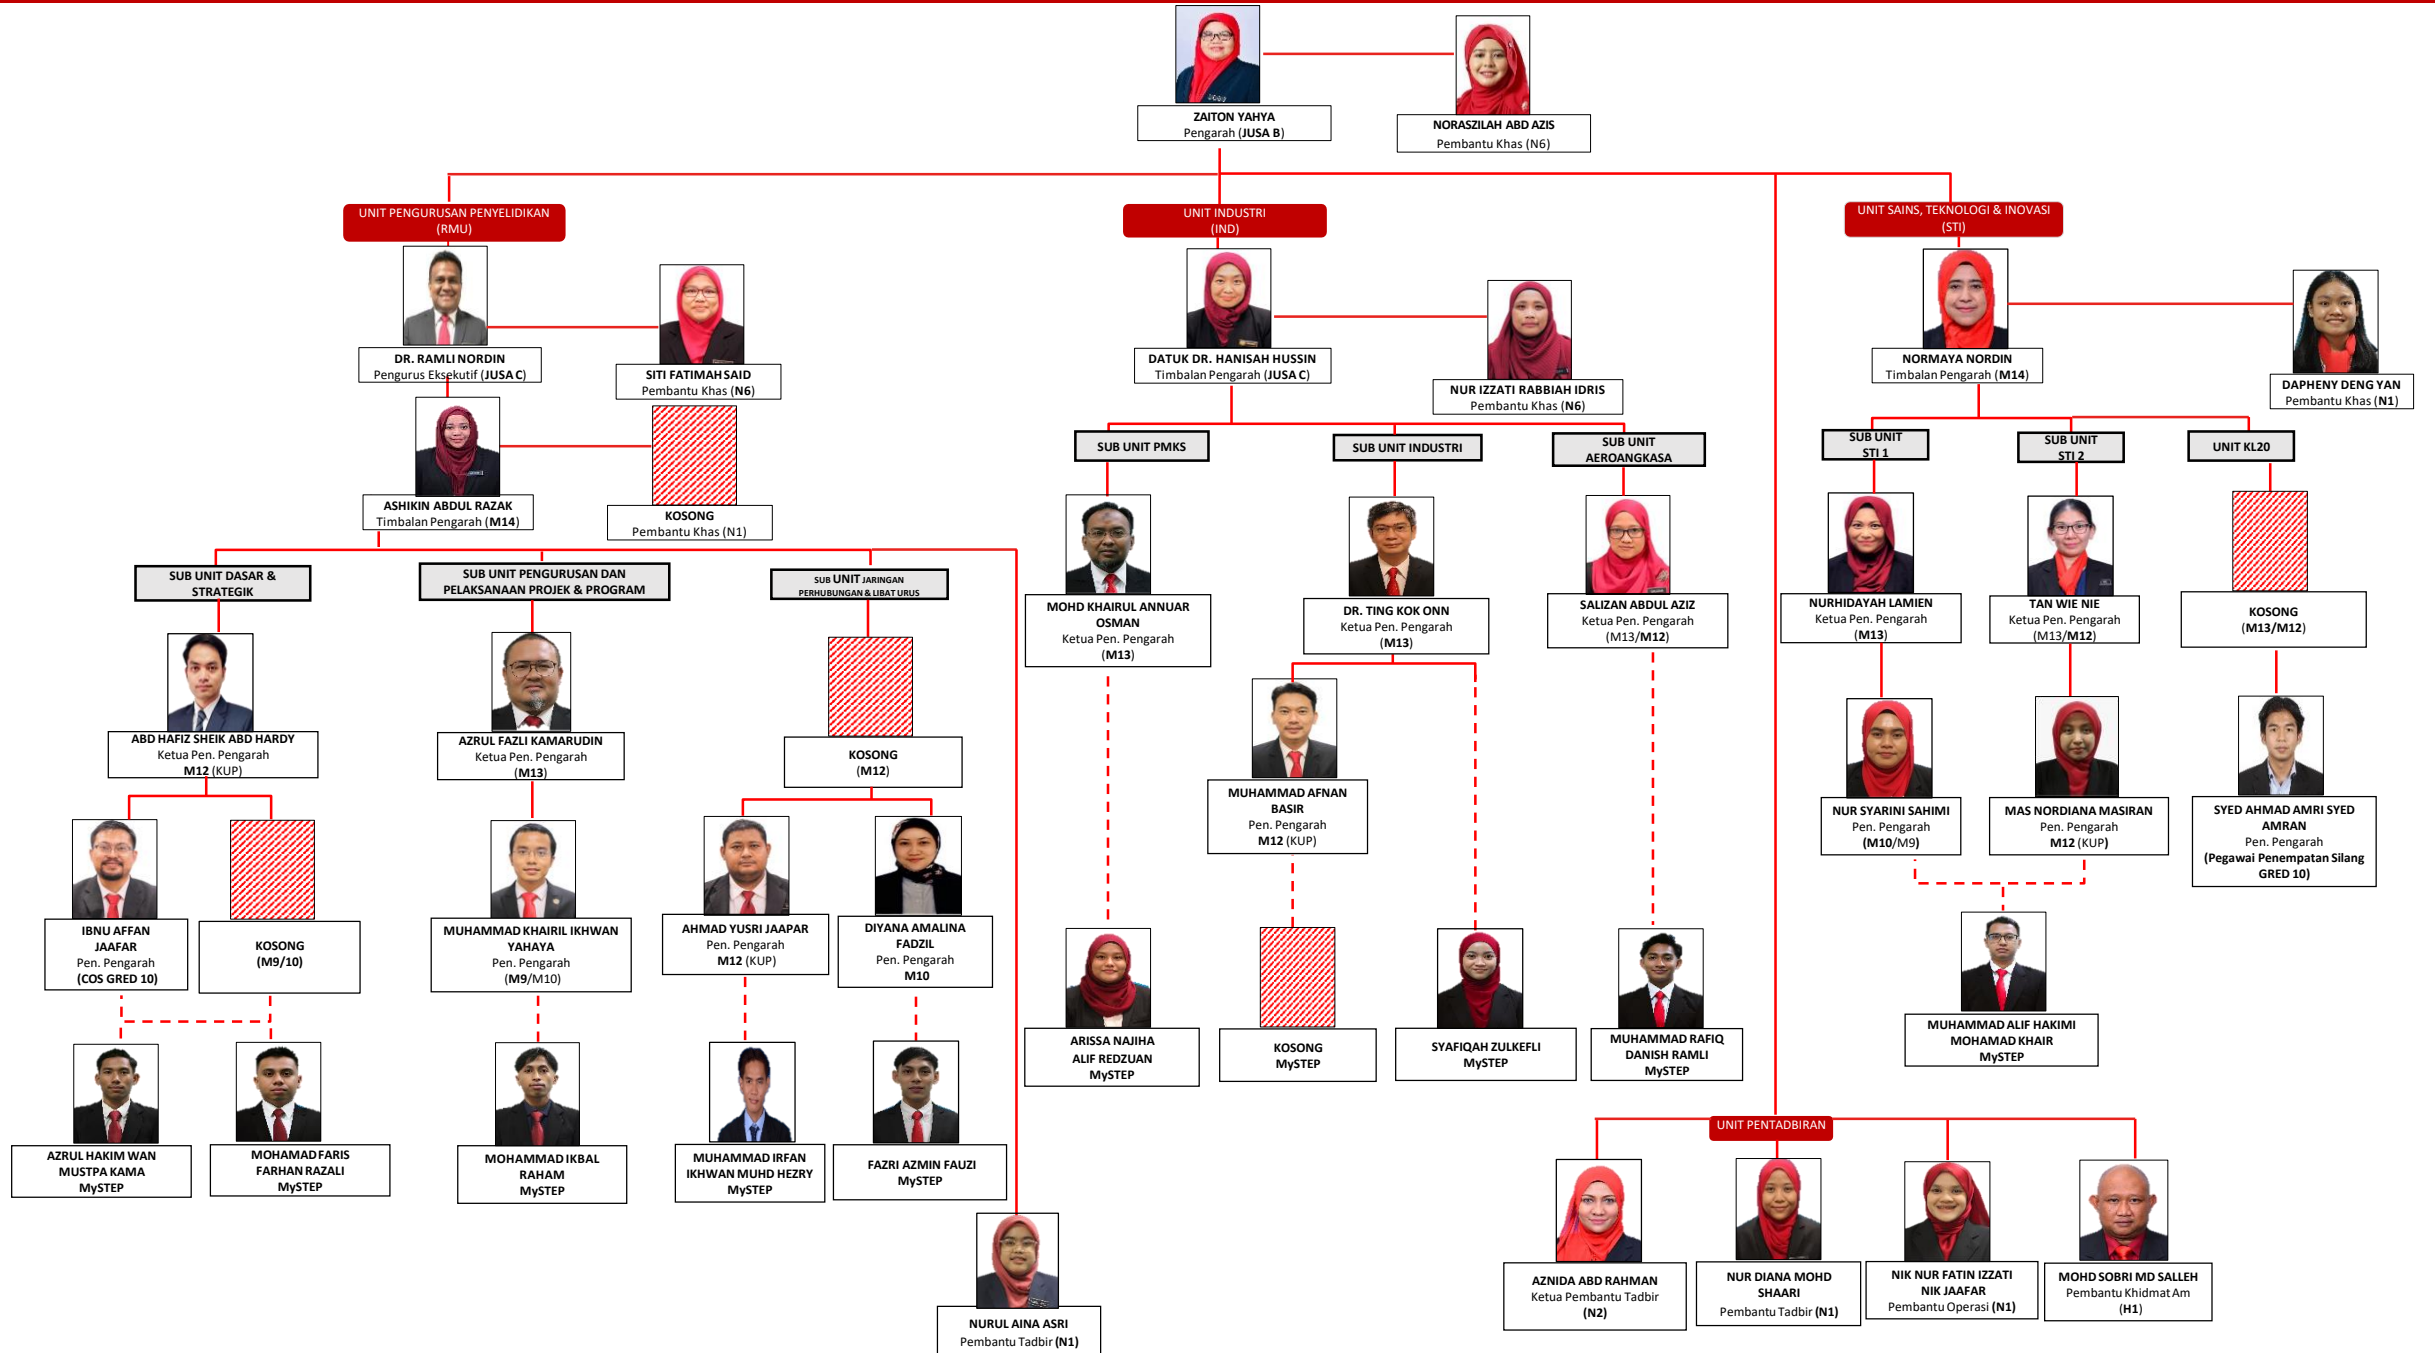 ZAITON YAHYA
Pengarah (JUSA B)
NORASZILAH ABD AZIS
Pembantu Khas (N6)
UNIT PENGURUSAN PENYELIDIKAN
(RMU)
DR. RAMLI NORDIN
Pengurus Eksekutif (JUSA C)
SITI FATIMAH SAID
Pembantu Khas (N6)
ASHIKIN ABDUL RAZAK
Timbalan Pengarah (M14)
KOSONG
Pembantu Khas (N1)
SUB UNIT DASAR &
STRATEGIK
ABD HAFIZ SHEIK ABD HARDY
Ketua Pen. Pengarah
M12 (KUP)
IBNU AFFAN
JAAFAR
Pen. Pengarah
(COS GRED 10)
KOSONG
(M9/10)
AZRUL HAKIM WAN
MUSTPA KAMA
MySTEP
MOHAMAD FARIS
FARHAN RAZALI
MySTEP
SUB UNIT PENGURUSAN DAN
PELAKSANAAN PROJEK & PROGRAM
AZRUL FAZLI KAMARUDIN
Ketua Pen. Pengarah
(M13)
MUHAMMAD KHAIRIL IKHWAN
YAHAYA
Pen. Pengarah
(M9/M10)
MOHAMMAD IKBAL
RAHAM
MySTEP
SUB UNIT JARINGAN
PERHUBUNGAN & LIBAT URUS
KOSONG
(M12)
AHMAD YUSRI JAAPAR
Pen. Pengarah
M12 (KUP)
DIYANA AMALINA
FADZIL
Pen. Pengarah
M10
MUHAMMAD IRFAN
IKHWAN MUHD HEZRY
MySTEP
FAZRI AZMIN FAUZI
MySTEP
NURUL AINA ASRI
Pembantu Tadbir (N1)
UNIT INDUSTRI
(IND)
DATUK DR. HANISAH HUSSIN
Timbalan Pengarah (JUSA C)
NUR IZZATI RABBIAH IDRIS
Pembantu Khas (N6)
SUB UNIT PMKS
MOHD KHAIRUL ANNUAR
OSMAN
Ketua Pen. Pengarah
(M13)
ARISSA NAJIHA
ALIF REDZUAN
MySTEP
SUB UNIT INDUSTRI
DR. TING KOK ONN
Ketua Pen. Pengarah
(M13)
MUHAMMAD AFNAN
BASIR
Pen. Pengarah
M12 (KUP)
KOSONG
MySTEP
SYAFIQAH ZULKEFLI
MySTEP
SUB UNIT
AEROANGKASA
SALIZAN ABDUL AZIZ
Ketua Pen. Pengarah
(M13/M12)
MUHAMMAD RAFIQ
DANISH RAMLI
MySTEP
UNIT SAINS, TEKNOLOGI & INOVASI
(STI)
NORMAYA NORDIN
Timbalan Pengarah (M14)
DAPHENY DENG YAN
Pembantu Khas (N1)
SUB UNIT
STI 1
NURHIDAYAH LAMIEN
Ketua Pen. Pengarah
(M13)
NUR SYARINI SAHIMI
Pen. Pengarah
(M10/M9)
SUB UNIT
STI 2
TAN WIE NIE
Ketua Pen. Pengarah
(M13/M12)
MAS NORDIANA MASIRAN
Pen. Pengarah
M12 (KUP)
MUHAMMAD ALIF HAKIMI
MOHAMAD KHAIR
MySTEP
UNIT KL20
KOSONG
(M13/M12)
SYED AHMAD AMRI SYED
AMRAN
Pen. Pengarah
(Pegawai Penempatan Silang
GRED 10)
UNIT PENTADBIRAN
AZNIDA ABD RAHMAN
Ketua Pembantu Tadbir
(N2)
NUR DIANA MOHD
SHAARI
Pembantu Tadbir (N1)
NIK NUR FATIN IZZATI
NIK JAAFAR
Pembantu Operasi (N1)
MOHD SOBRI MD SALLEH
Pembantu Khidmat Am
(H1)